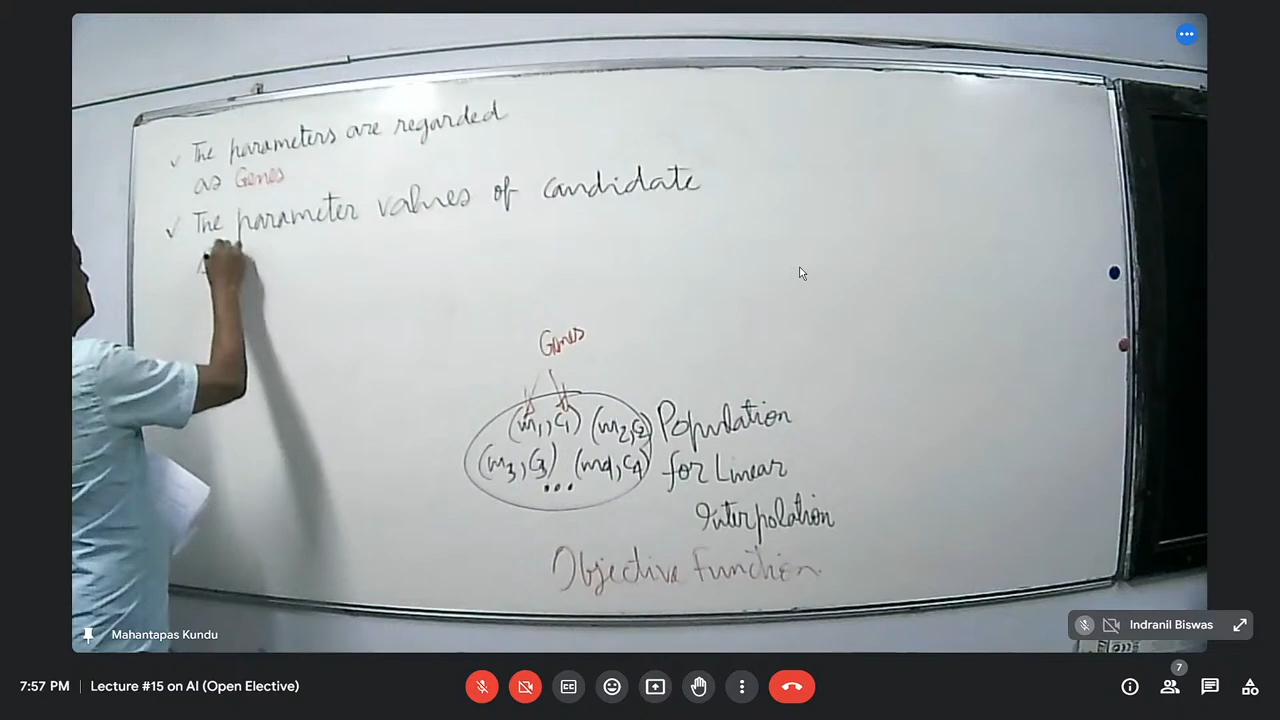 ✓ The parameters are regarded
as Genes
✓ The parameter values of candidate
Genes
(m1, C1) (m2, C2) Population
(m3, C3) (m4, C4) for Linear
...
Interpolation
Objective Function
Mahantapas Kundu
Indranil Biswas
7:57 PM
Lecture #15 on AI (Open Elective)
7